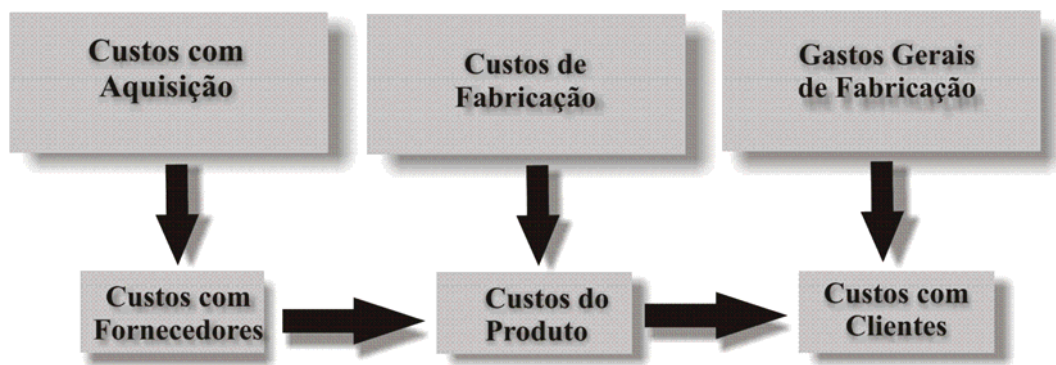 Custos com
Aquisição
Custos de
Fabricação
Gastos Gerais
de Fabricação
Custos com
Fornecedores
Custos do
Produto
Custos com
Clientes